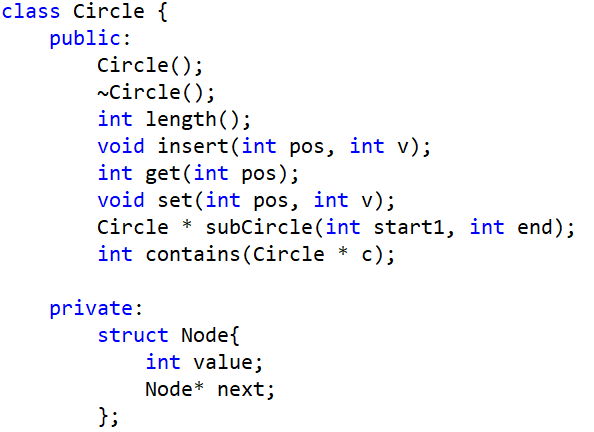 class Circle {
public:
Circle();
~Circle();
int length();
void insert(int pos, int v);
int get(int pos);
void set(int pos, int v);
Circle * subCircle(int start1, int end);
int contains(Circle * c);
private:
struct Node{
int value;
Node* next;
};